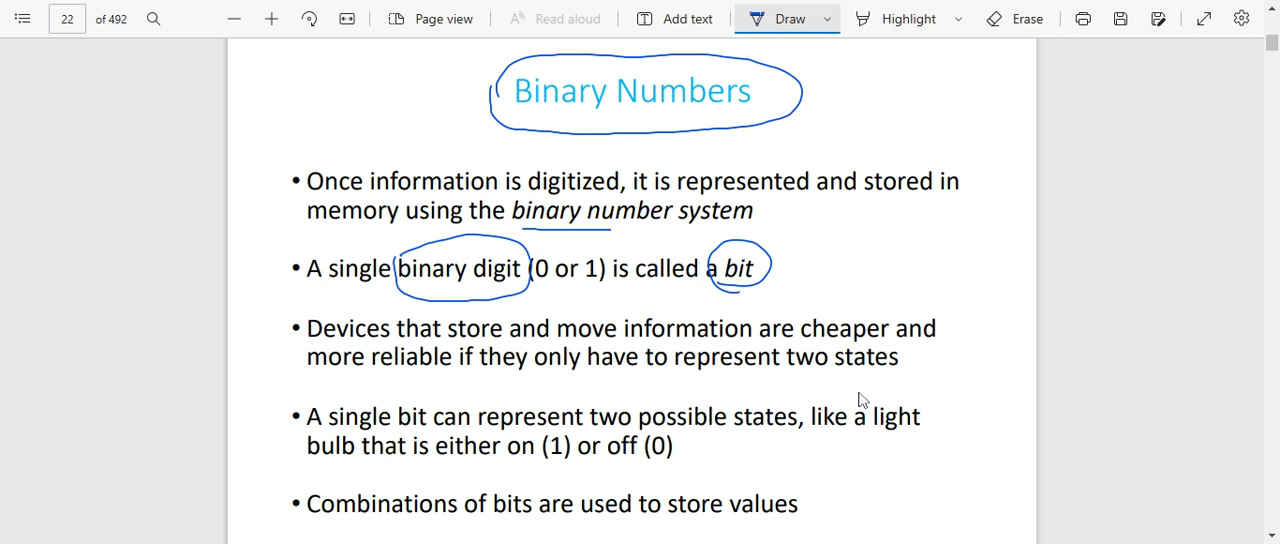 22 of 492 Page view Read aloud Add text Draw Highlight Erase
Binary Numbers
• Once information is digitized, it is represented and stored in
memory using the binary number system
• A single binary digit (0 or 1) is called a bit
• Devices that store and move information are cheaper and
more reliable if they only have to represent two states
• A single bit can represent two possible states, like a light
bulb that is either on (1) or off (0)
• Combinations of bits are used to store values